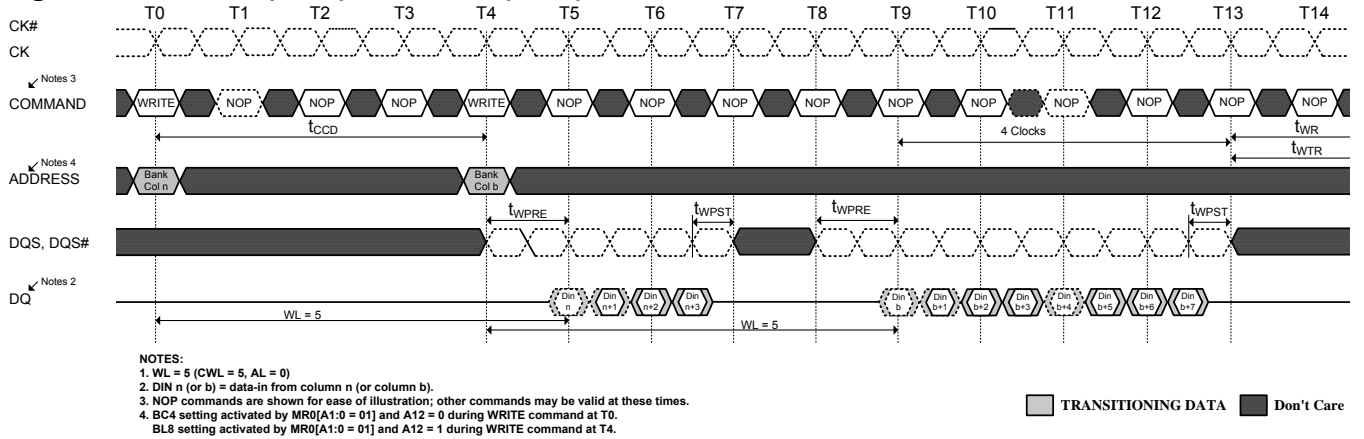 T0 T1 T2 T3 T4 T5 T6 T7 T8 T9 T10 T11 T12 T13 T14
CK#
CK
Notes 3
COMMAND
WRITE NOP NOP NOP WRITE NOP NOP NOP NOP NOP NOP NOP NOP NOP NOP
tCCD
4 Clocks
tWR
tWTR
Notes 4
ADDRESS
Bank Bank
Col n Col b
tWPRE tWPST tWPRE tWPST
DQS, DQS#
Notes 2
DQ
Din Din Din Din Din Din Din Din Din Din Din Din
n n+1 n+2 n+3 b b+1 b+2 b+3 b+4 b+5 b+6 b+7
WL = 5
WL = 5
NOTES:
1. WL = 5 (CWL = 5, AL = 0)
2. DIN n (or b) = data-in from column n (or column b).
3. NOP commands are shown for ease of illustration; other commands may be valid at these times.
4. BC4 setting activated by MR0[A1:0 = 01] and A12 = 0 during WRITE command at T0.
BL8 setting activated by MR0[A1:0 = 01] and A12 = 1 during WRITE command at T4.
TRANSITIONING DATA Don't Care